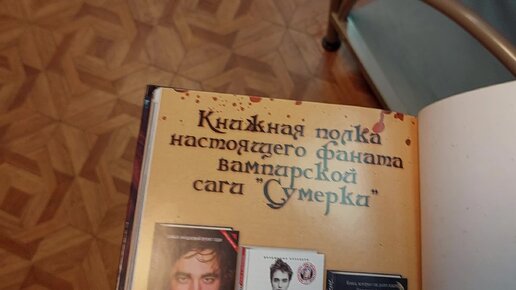 Книжная полка
настоящего фаната
вампирской
саги "Сумерки"